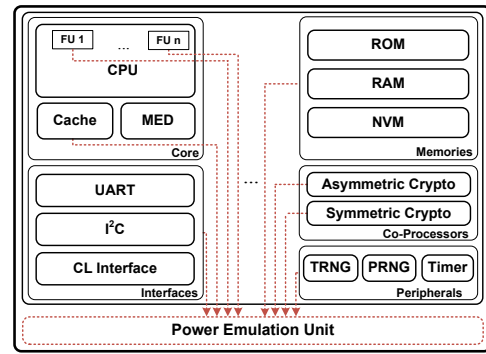 FU 1
...
FU n
CPU
Cache
MED
Core
UART
I²C
CL Interface
Interfaces
...
ROM
RAM
NVM
Memories
Asymmetric Crypto
Symmetric Crypto
Co-Processors
TRNG
PRNG
Timer
Peripherals
Power Emulation Unit